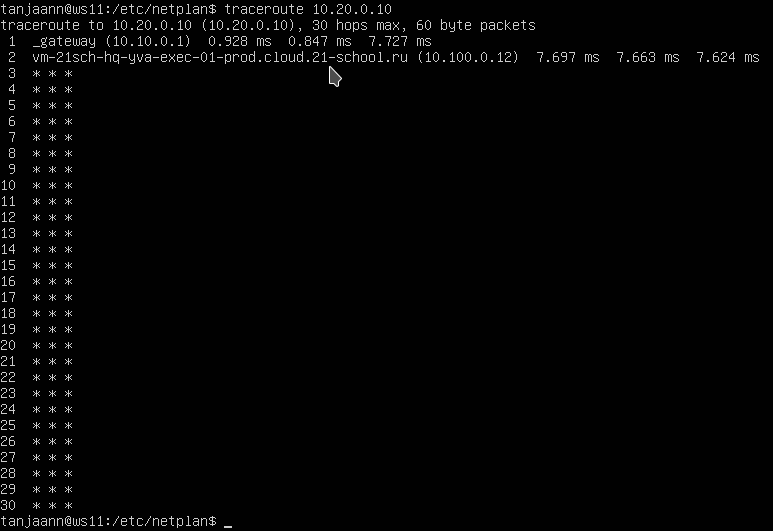 tanjaann@ws11:/etc/netplan$ traceroute 10.20.0.10
traceroute to 10.20.0.10 (10.20.0.10), 30 hops max, 60 byte packets
 1  _gateway (10.10.0.1)  0.928 ms  0.847 ms  7.727 ms
 2  vm-21sch-hq-yva-exec-01-prod.cloud.21-school.ru (10.100.0.12)  7.697 ms  7.663 ms  7.624 ms
 3  * * *
 4  * * *
 5  * * *
 6  * * *
 7  * * *
 8  * * *
 9  * * *
10  * * *
11  * * *
12  * * *
13  * * *
14  * * *
15  * * *
16  * * *
17  * * *
18  * * *
19  * * *
20  * * *
21  * * *
22  * * *
23  * * *
24  * * *
25  * * *
26  * * *
27  * * *
28  * * *
29  * * *
30  * * *
tanjaann@ws11:/etc/netplan$ _